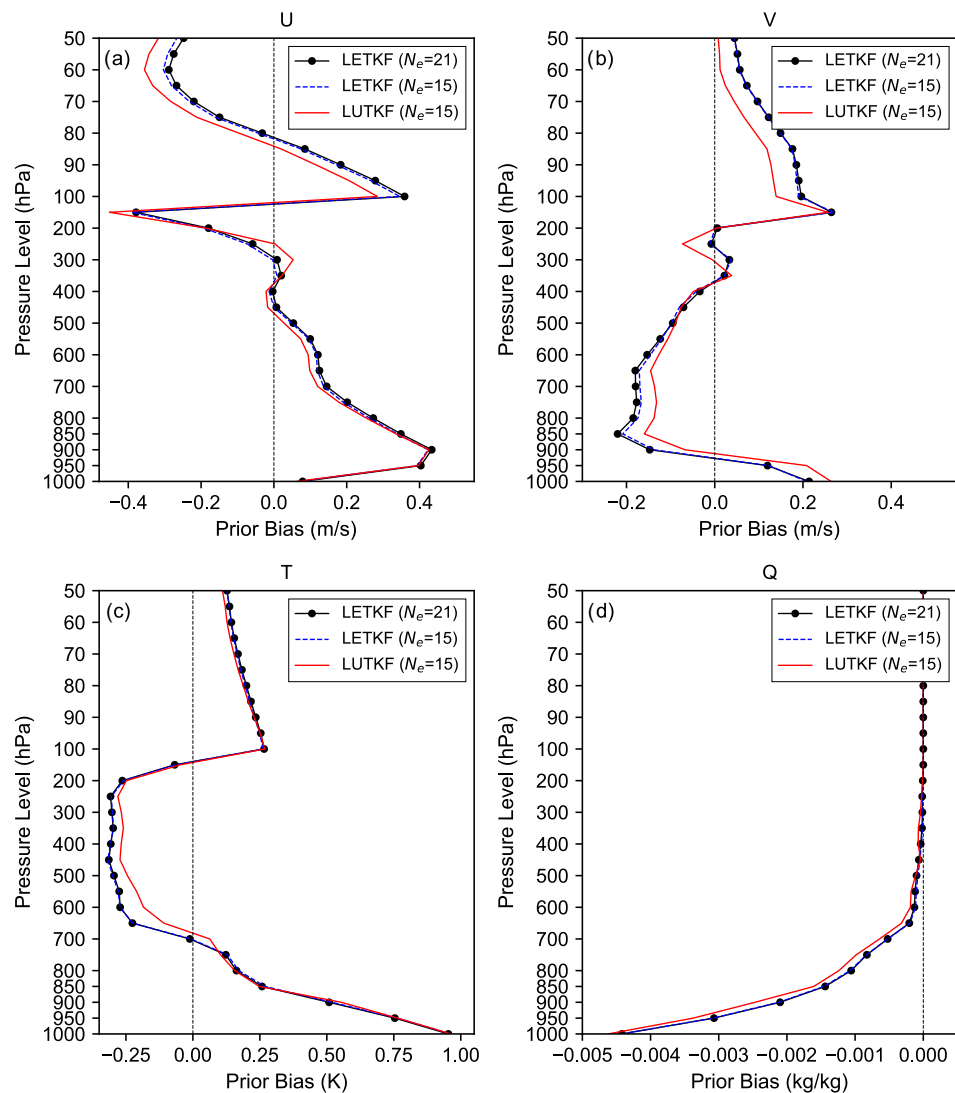 U
(a)
LETKF (Nₑ=21)
LETKF (Nₑ=15)
LUTKF (Nₑ=15)
Pressure Level (hPa)
50
60
70
80
90
100
200
300
400
500
600
700
800
850
900
950
1000
−0.4 −0.2 0.0 0.2 0.4
Prior Bias (m/s)
V
(b)
LETKF (Nₑ=21)
LETKF (Nₑ=15)
LUTKF (Nₑ=15)
Pressure Level (hPa)
50
60
70
80
90
100
200
300
400
500
600
700
800
850
900
950
1000
−0.2 0.0 0.2 0.4
Prior Bias (m/s)
T
(c)
LETKF (Nₑ=21)
LETKF (Nₑ=15)
LUTKF (Nₑ=15)
Pressure Level (hPa)
50
60
70
80
90
100
200
300
400
500
600
700
800
850
900
950
1000
−0.25 0.00 0.25 0.50 0.75 1.00
Prior Bias (K)
Q
(d)
LETKF (Nₑ=21)
LETKF (Nₑ=15)
LUTKF (Nₑ=15)
Pressure Level (hPa)
50
60
70
80
90
100
200
300
400
500
600
700
800
850
900
950
1000
−0.005 −0.004 −0.003 −0.002 −0.001 0.000
Prior Bias (kg/kg)